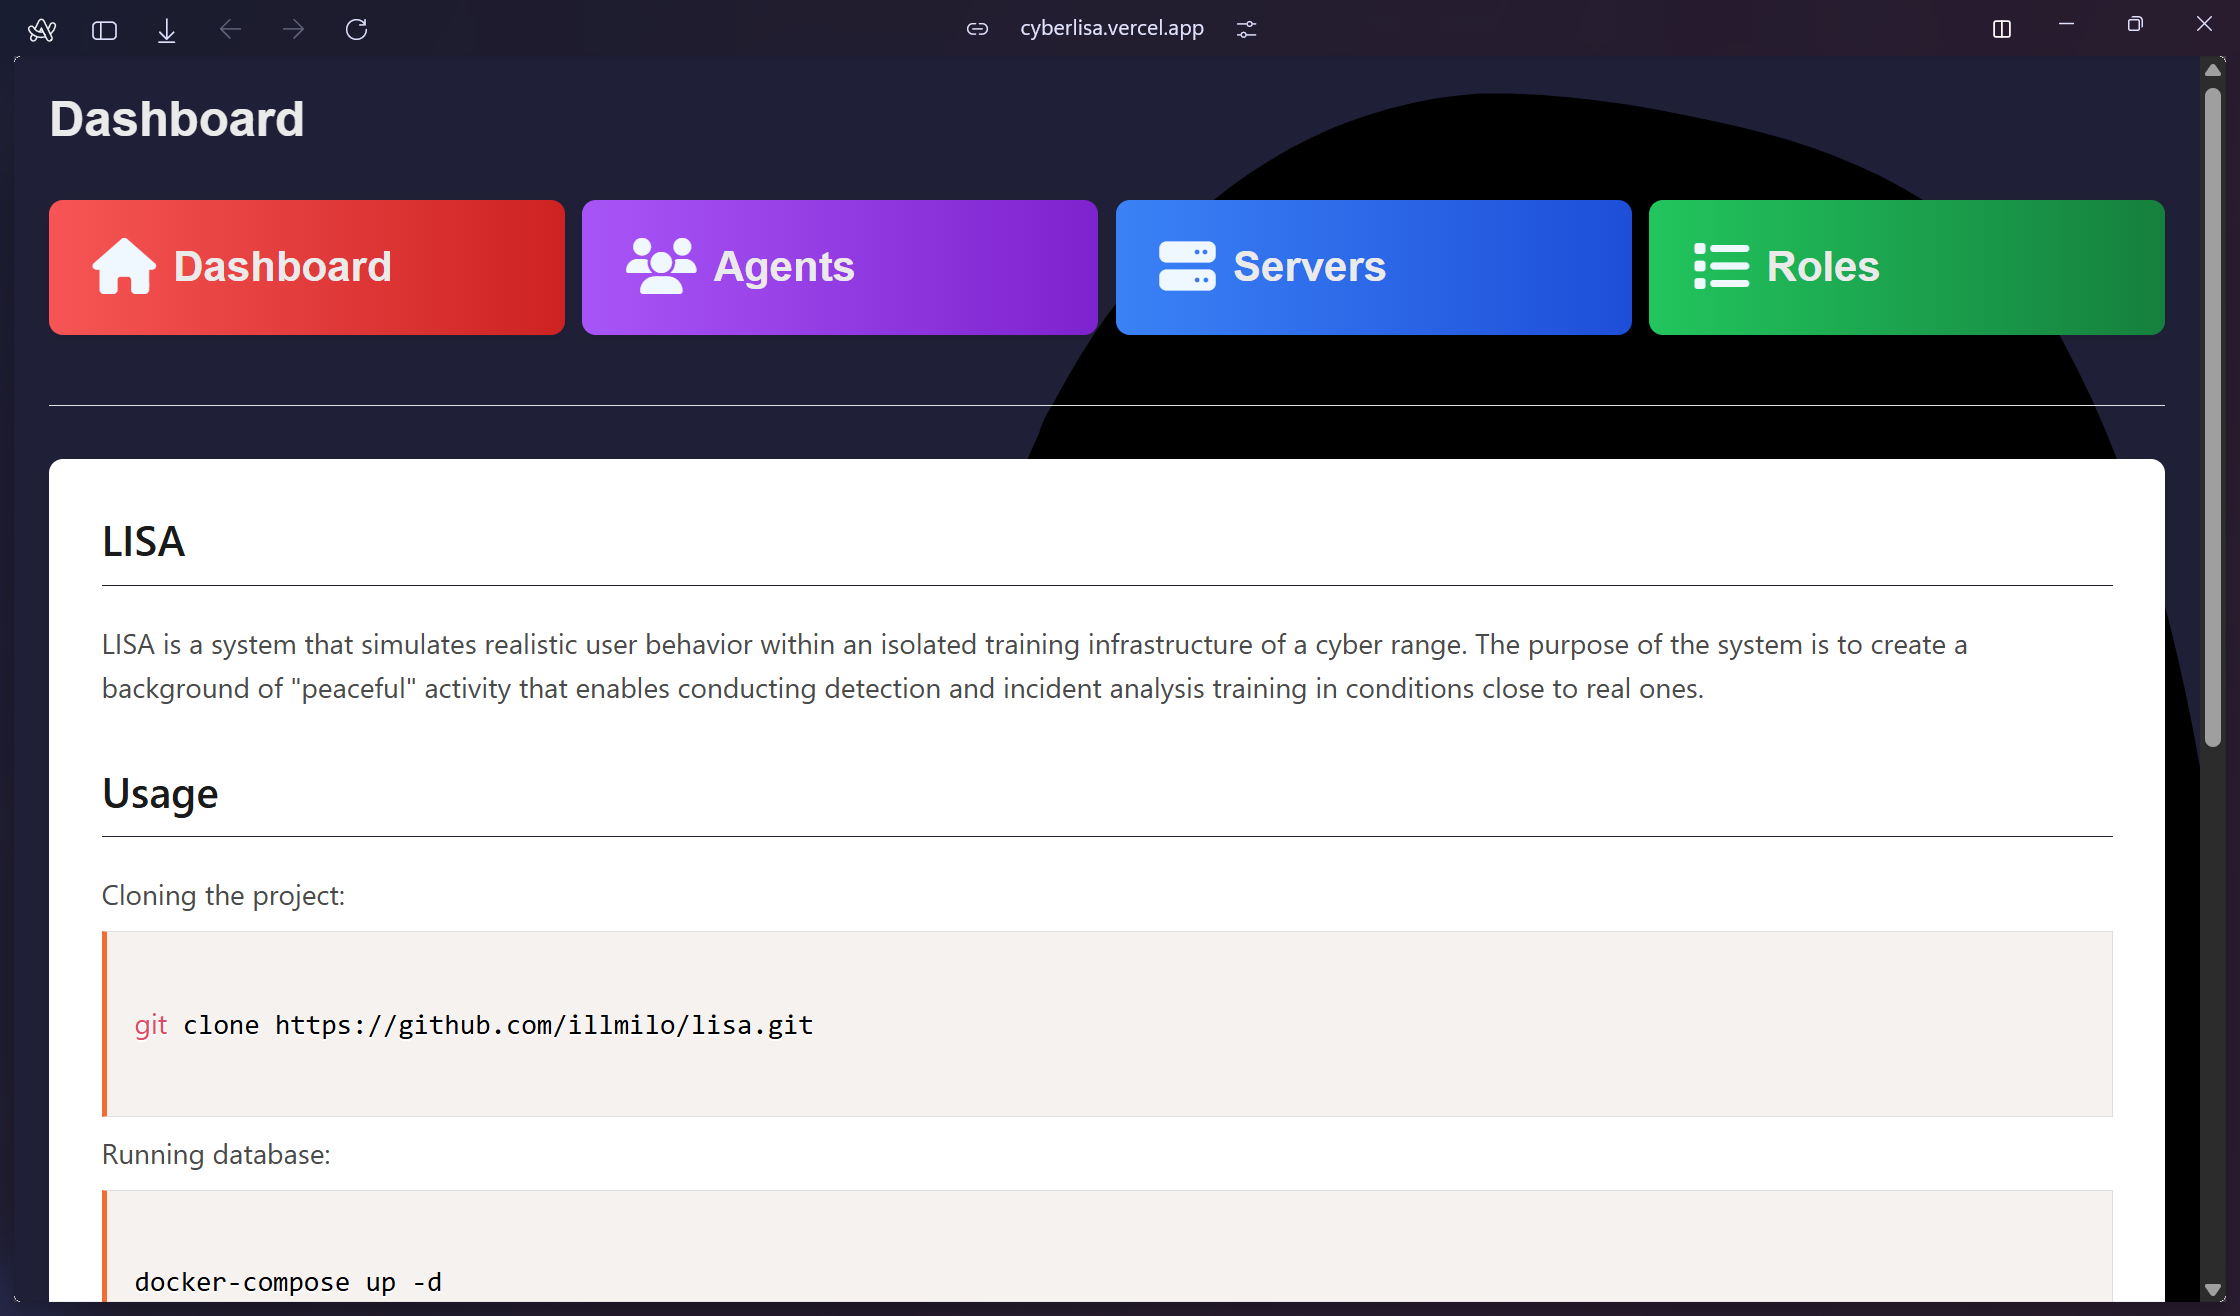 cyberlisa.vercel.app
Dashboard
Dashboard
Agents
Servers
Roles
LISA
LISA is a system that simulates realistic user behavior within an isolated training infrastructure of a cyber range. The purpose of the system is to create a
background of "peaceful" activity that enables conducting detection and incident analysis training in conditions close to real ones.
Usage
Cloning the project:
git clone https://github.com/illmilo/lisa.git
Running database:
docker-compose up -d